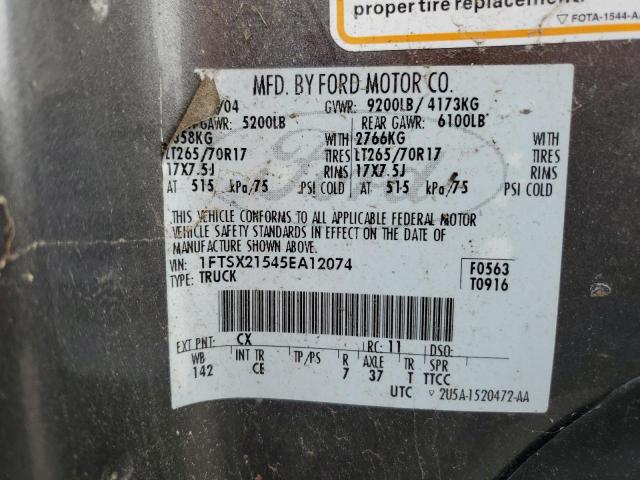 proper tire replacement.
▽ FOTA-1544-A
MFD. BY FORD MOTOR CO.
/04 GVWR: 9200LB/ 4173KG
GAWR: 5200LB REAR GAWR: 6100LB
358KG WITH 2766KG WITH
LT265/70R17 TIRES LT265/70R17 TIRES
17X7.5J RIMS 17X7.5J RIMS
AT 515 kPa/75 PSI COLD AT 515 kPa/75 PSI COLD
Ford
THIS VEHICLE CONFORMS TO ALL APPLICABLE FEDERAL MOTOR
VEHICLE SAFETY STANDARDS IN EFFECT ON THE DATE OF
MANUFACTURE SHOWN ABOVE.
VIN: 1FTSX21545EA12074 F0563
TYPE: TRUCK T0916
EXT PNT: CX RC: 11 DSO:
WB INT TR TP/PS R AXLE TR SPR
142 CE 7 37 T TTCC
UTC ▽ 2U5A-1520472-AA